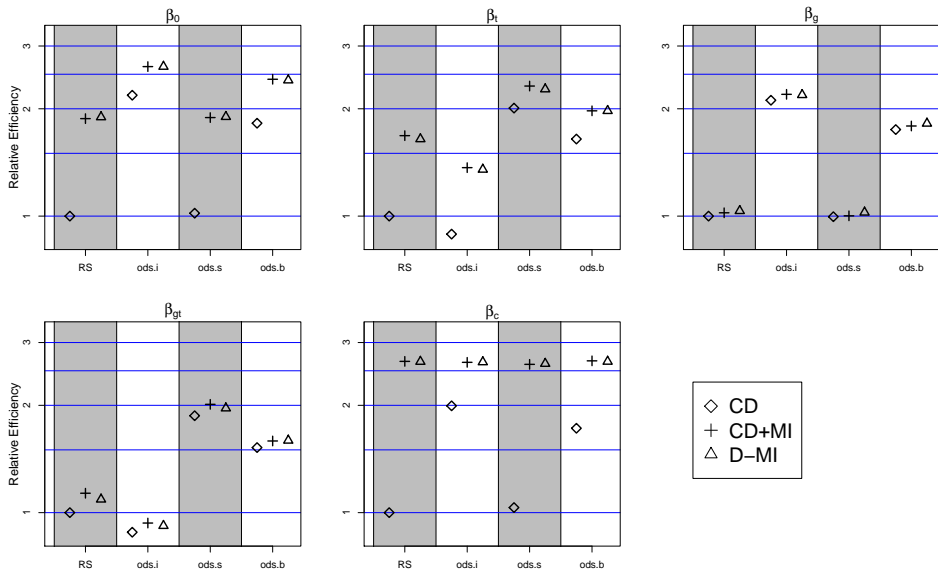 β0
βt
βg
Relative Efficiency
3
2
1
RS
ods.i
ods.s
ods.b
3
2
1
RS
ods.i
ods.s
ods.b
3
2
1
RS
ods.i
ods.s
ods.b
βgt
βc
Relative Efficiency
3
2
1
RS
ods.i
ods.s
ods.b
3
2
1
RS
ods.i
ods.s
ods.b
CD
CD+MI
D−MI